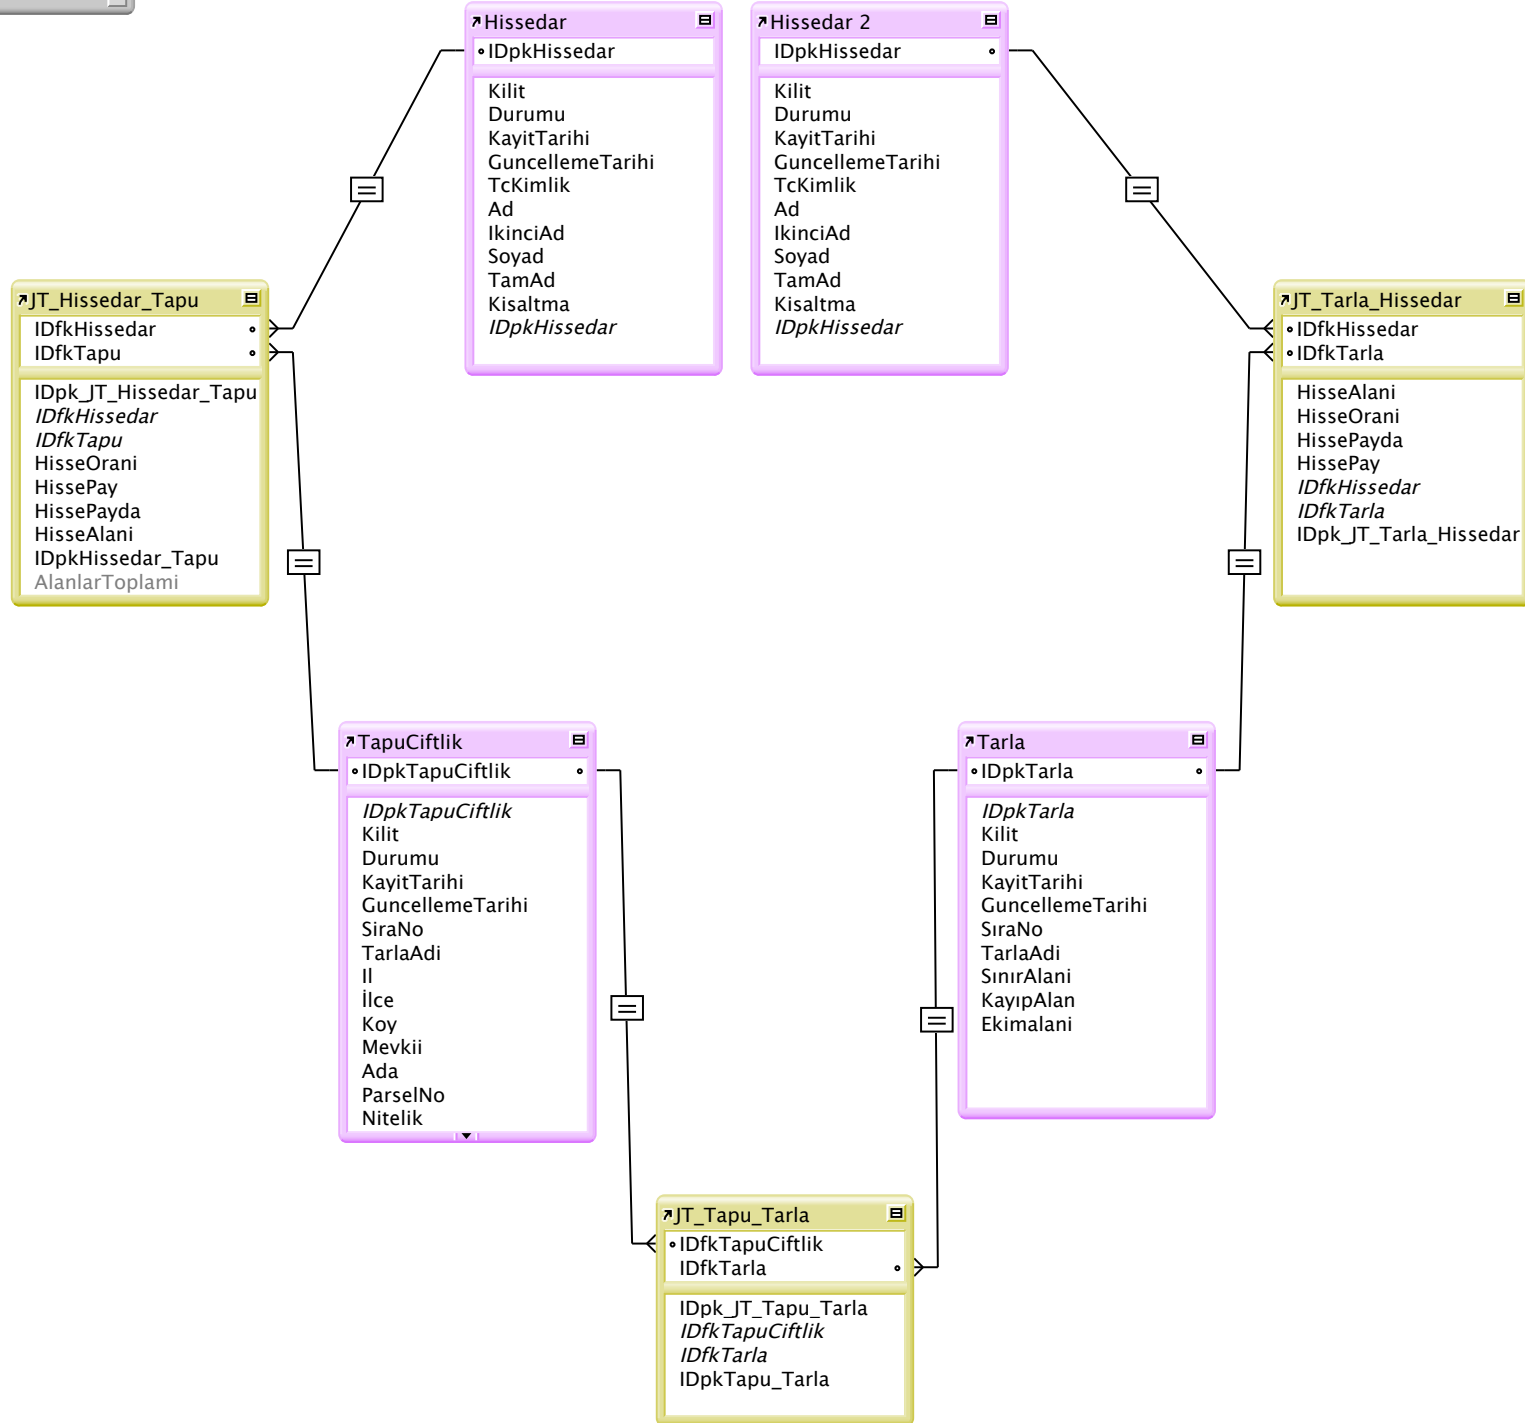 Hissedar
IDpkHissedar
Kilit
Durumu
KayitTarihi
GuncellemeTarihi
TcKimlik
Ad
IkinciAd
Soyad
TamAd
Kisaltma
IDpkHissedar
Hissedar 2
IDpkHissedar
Kilit
Durumu
KayitTarihi
GuncellemeTarihi
TcKimlik
Ad
IkinciAd
Soyad
TamAd
Kisaltma
IDpkHissedar
JT_Hissedar_Tapu
IDfkHissedar
IDfkTapu
IDpk_JT_Hissedar_Tapu
IDfkHissedar
IDfkTapu
HisseOrani
HissePay
HissePayda
HisseAlani
IDpkHissedar_Tapu
AlanlarToplami
JT_Tarla_Hissedar
IDfkHissedar
IDfkTarla
HisseAlani
HisseOrani
HissePayda
HissePay
IDfkHissedar
IDfkTarla
IDpk_JT_Tarla_Hissedar
TapuCiftlik
IDpkTapuCiftlik
IDpkTapuCiftlik
Kilit
Durumu
KayitTarihi
GuncellemeTarihi
SiraNo
TarlaAdi
Il
İlce
Koy
Mevkii
Ada
ParselNo
Nitelik
Tarla
IDpkTarla
IDpkTarla
Kilit
Durumu
KayitTarihi
GuncellemeTarihi
SıraNo
TarlaAdi
SınırAlani
KayıpAlan
Ekimalani
JT_Tapu_Tarla
IDfkTapuCiftlik
IDfkTarla
IDpk_JT_Tapu_Tarla
IDfkTapuCiftlik
IDfkTarla
IDpkTapu_Tarla